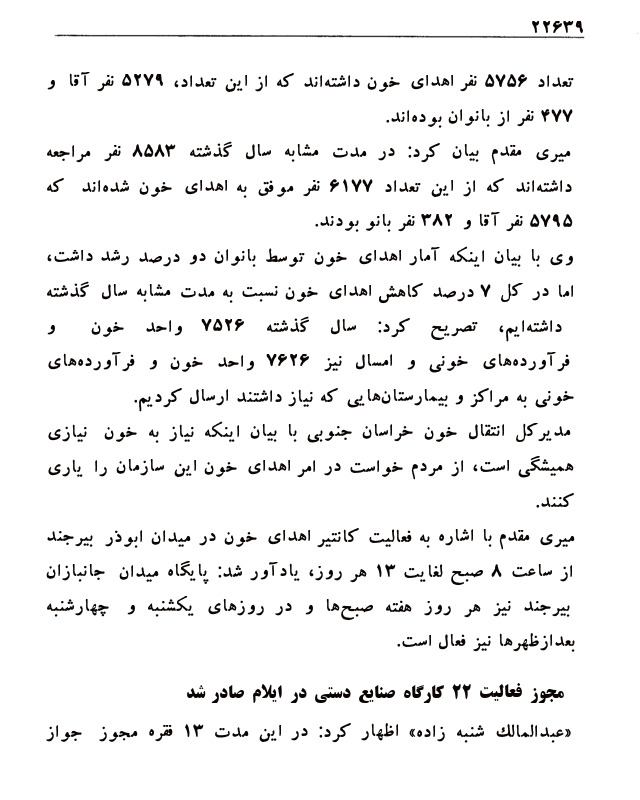 ۲۲۶۳۹
تعداد ۵۷۵۶ نفر اهدای خون داشته‌اند که از این تعداد، ۵۲۷۹ نفر آقا و
۴۷۷ نفر از بانوان بوده‌اند.
میری مقدم بیان کرد: در مدت مشابه سال گذشته ۸۵۸۳ نفر مراجعه
داشته‌اند که از این تعداد ۶۱۷۷ نفر موفق به اهدای خون شده‌اند که
۵۷۹۵ نفر آقا و ۳۸۲ نفر بانو بودند.
وی با بیان اینکه آمار اهدای خون توسط بانوان دو درصد رشد داشت،
اما در کل ۷ درصد کاهش اهدای خون نسبت به مدت مشابه سال گذشته
داشته‌ایم، تصریح کرد: سال گذشته ۷۵۲۶ واحد خون و
فرآورده‌های خونی و امسال نیز ۷۶۲۶ واحد خون و فرآورده‌های
خونی به مراکز و بیمارستان‌هایی که نیاز داشتند ارسال کردیم.
مدیرکل انتقال خون خراسان جنوبی با بیان اینکه نیاز به خون نیازی
همیشگی است، از مردم خواست در امر اهدای خون این سازمان را یاری
کنند.
میری مقدم با اشاره به فعالیت کانتیر اهدای خون در میدان ابوذر بیرجند
از ساعت ۸ صبح لغایت ۱۳ هر روز، یادآور شد: پایگاه میدان جانبازان
بیرجند نیز هر روز هفته صبح‌ها و در روزهای یکشنبه و چهارشنبه
بعدازظهرها نیز فعال است.
مجوز فعالیت ۲۲ کارگاه صنایع دستی در ایلام صادر شد
«عبدالمالك شنبه زاده» اظهار کرد: در این مدت ۱۳ فقره مجوز جواز